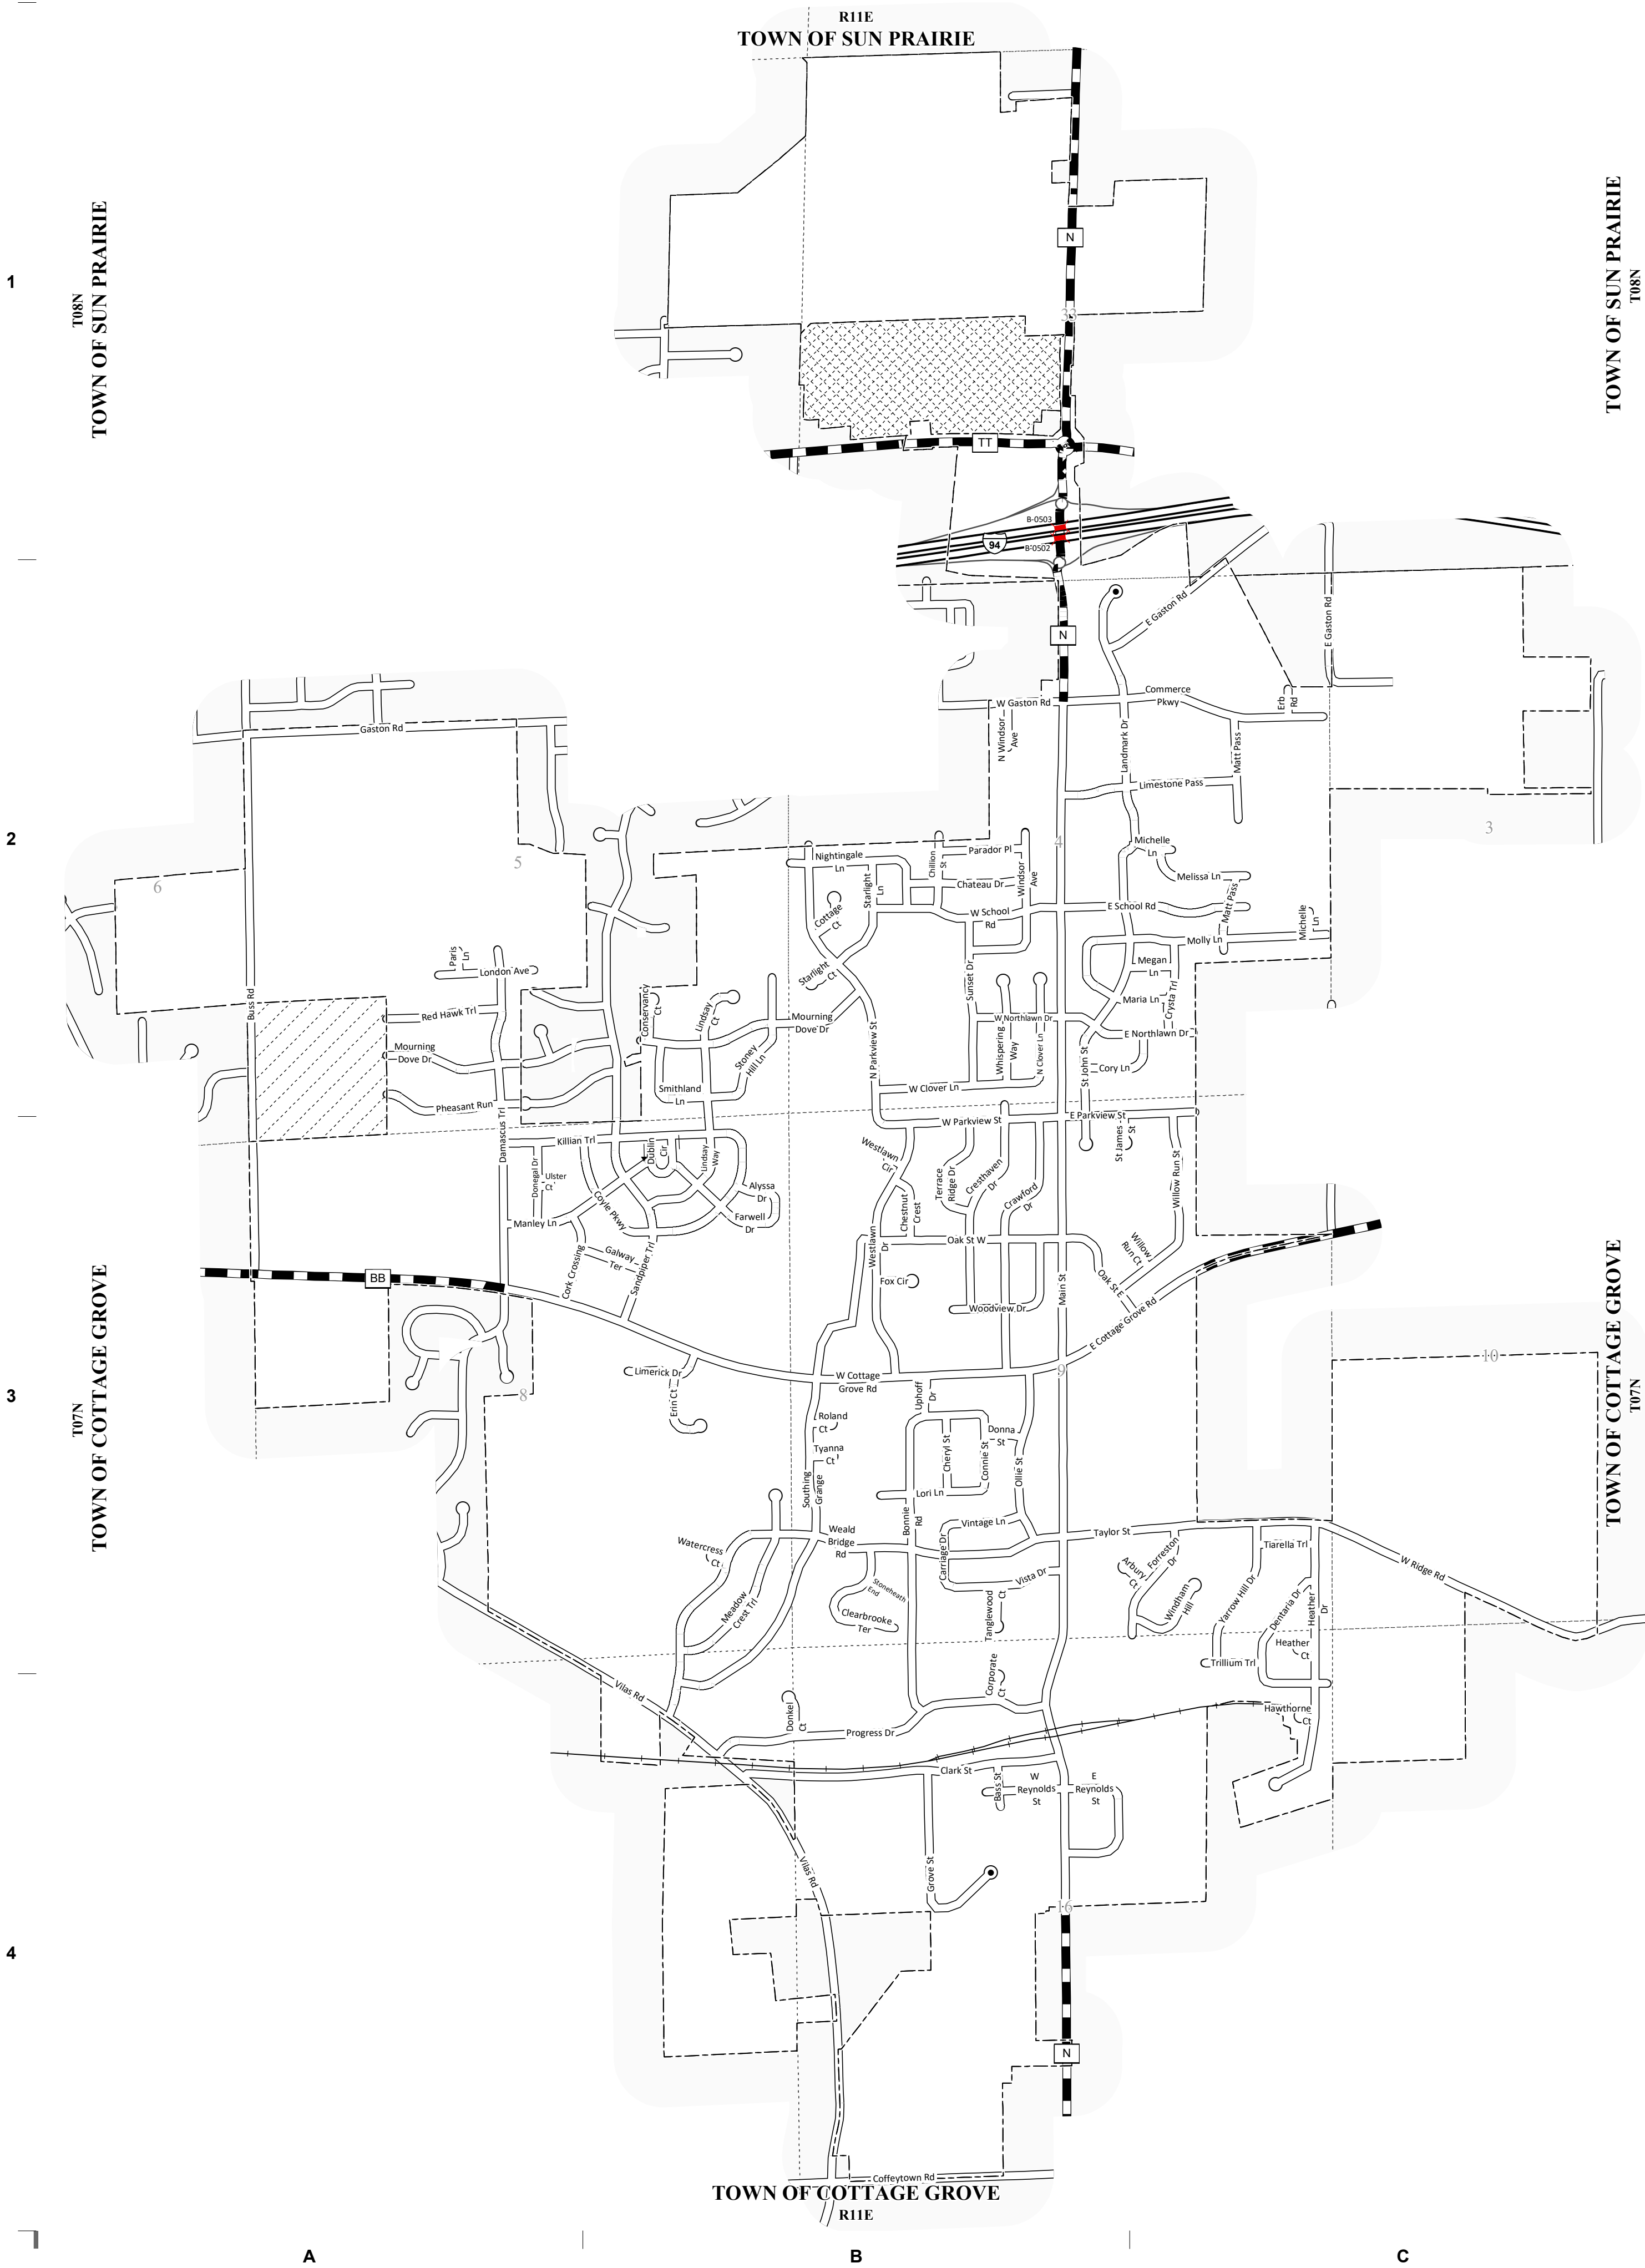 R11E
TOWN OF SUN PRAIRIE
1
T08N
TOWN OF SUN PRAIRIE
TOWN OF SUN PRAIRIE
T08N
N
33
TT
B-0503
94
B-0502
N
E Gaston Rd
E Gaston Rd
Commerce
Pkwy
Erb
Rd
W Gaston Rd
N Windsor
Ave
Landmark Dr
Matt Pass
Gaston Rd
Limestone Pass
2
6
5
4
3
Nightingale
Ln
Chillion
St
Parador Pl
Michelle
Ln
Starlight
Ln
Chateau Dr
Windsor
Ave
Melissa Ln
Cottage
Ct
W School
Rd
E School Rd
Matt Pass
Michelle
Ln
Molly Ln
Paris
Ln
London Ave
Starlight
Ct
Sunset Dr
Megan
Ln
Maria Ln
Crysta Trl
Buss Rd
Red Hawk Trl
Conservancy
Ct
Lindsay
Ct
Mourning
Dove Dr
W Northlawn Dr
E Northlawn Dr
Mourning
Dove Dr
Stoney
Hill Ln
N Parkview St
Whispering
Way
N Clover Ln
St John St
Cory Ln
Smithland
Ln
W Clover Ln
Pheasant Run
W Parkview St
E Parkview St
Damascus Trl
Killian Trl
Dublin
Cir
Lindsay
Way
Westlawn
Cir
St James
St
Donegal Dr
Ulster
Ct
Terrace
Ridge Dr
Cresthaven
Dr
Crawford
Dr
Willow Run St
Coyle Pkwy
Alyssa
Dr
Chestnut
Crest
Manley Ln
Farwell
Dr
Westlawn
Dr
Oak St W
Willow
Run Ct
Galway
Ter
Cork Crossing
Sandpiper Trl
Fox Cir
Main St
Oak St E
BB
Woodview Dr
E Cottage Grove Rd
TOWN OF COTTAGE GROVE
T07N
TOWN OF COTTAGE GROVE
T07N
3
8
9
10
Limerick Dr
Erin Ct
W Cottage
Grove Rd
Uphoff
Dr
Roland
Ct
Donna
St
Tyanna
Ct
Cheryl St
Connie St
Ollie St
Southing
Grange
Lori Ln
Bonnie
Rd
Vintage Ln
Weald
Bridge
Rd
Taylor St
Watercress
Ct
Carriage Dr
Tiarella Trl
W Ridge Rd
Arbury
Ct
Forreston
Dr
Vista Dr
Stoneheath
End
Meadow
Crest Trl
Clearbrooke
Ter
Tanglewood
Ct
Windham
Hill
Yarrow Hill Dr
Dentaria Dr
Heather
Dr
Heather
Ct
Trillium Trl
Corporate
Ct
Vilas Rd
Donkel
Ct
Progress Dr
Hawthorne
Ct
Clark St
Bass St
W
Reynolds
St
E
Reynolds
St
Vilas Rd
Grove St
16
4
N
Coffeytown Rd
TOWN OF COTTAGE GROVE
R11E
A
B
C